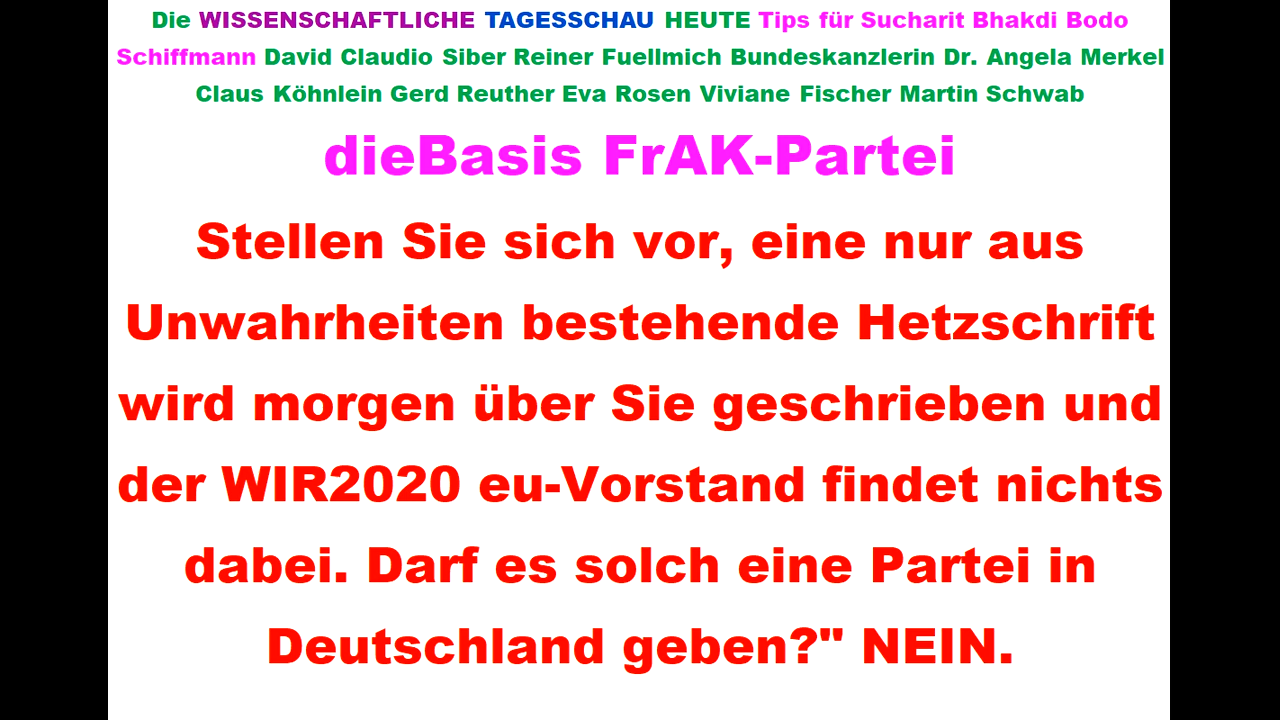 Die WISSENSCHAFTLICHE TAGESSCHAU HEUTE Tips für Sucharit Bhakdi Bodo
Schiffmann David Claudio Siber Reiner Fuellmich Bundeskanzlerin Dr. Angela Merkel
Claus Köhnlein Gerd Reuther Eva Rosen Viviane Fischer Martin Schwab
dieBasis FrAK-Partei
Stellen Sie sich vor, eine nur aus
Unwahrheiten bestehende Hetzschrift
wird morgen über Sie geschrieben und
der WIR2020 eu-Vorstand findet nichts
dabei. Darf es solch eine Partei in
Deutschland geben?" NEIN.